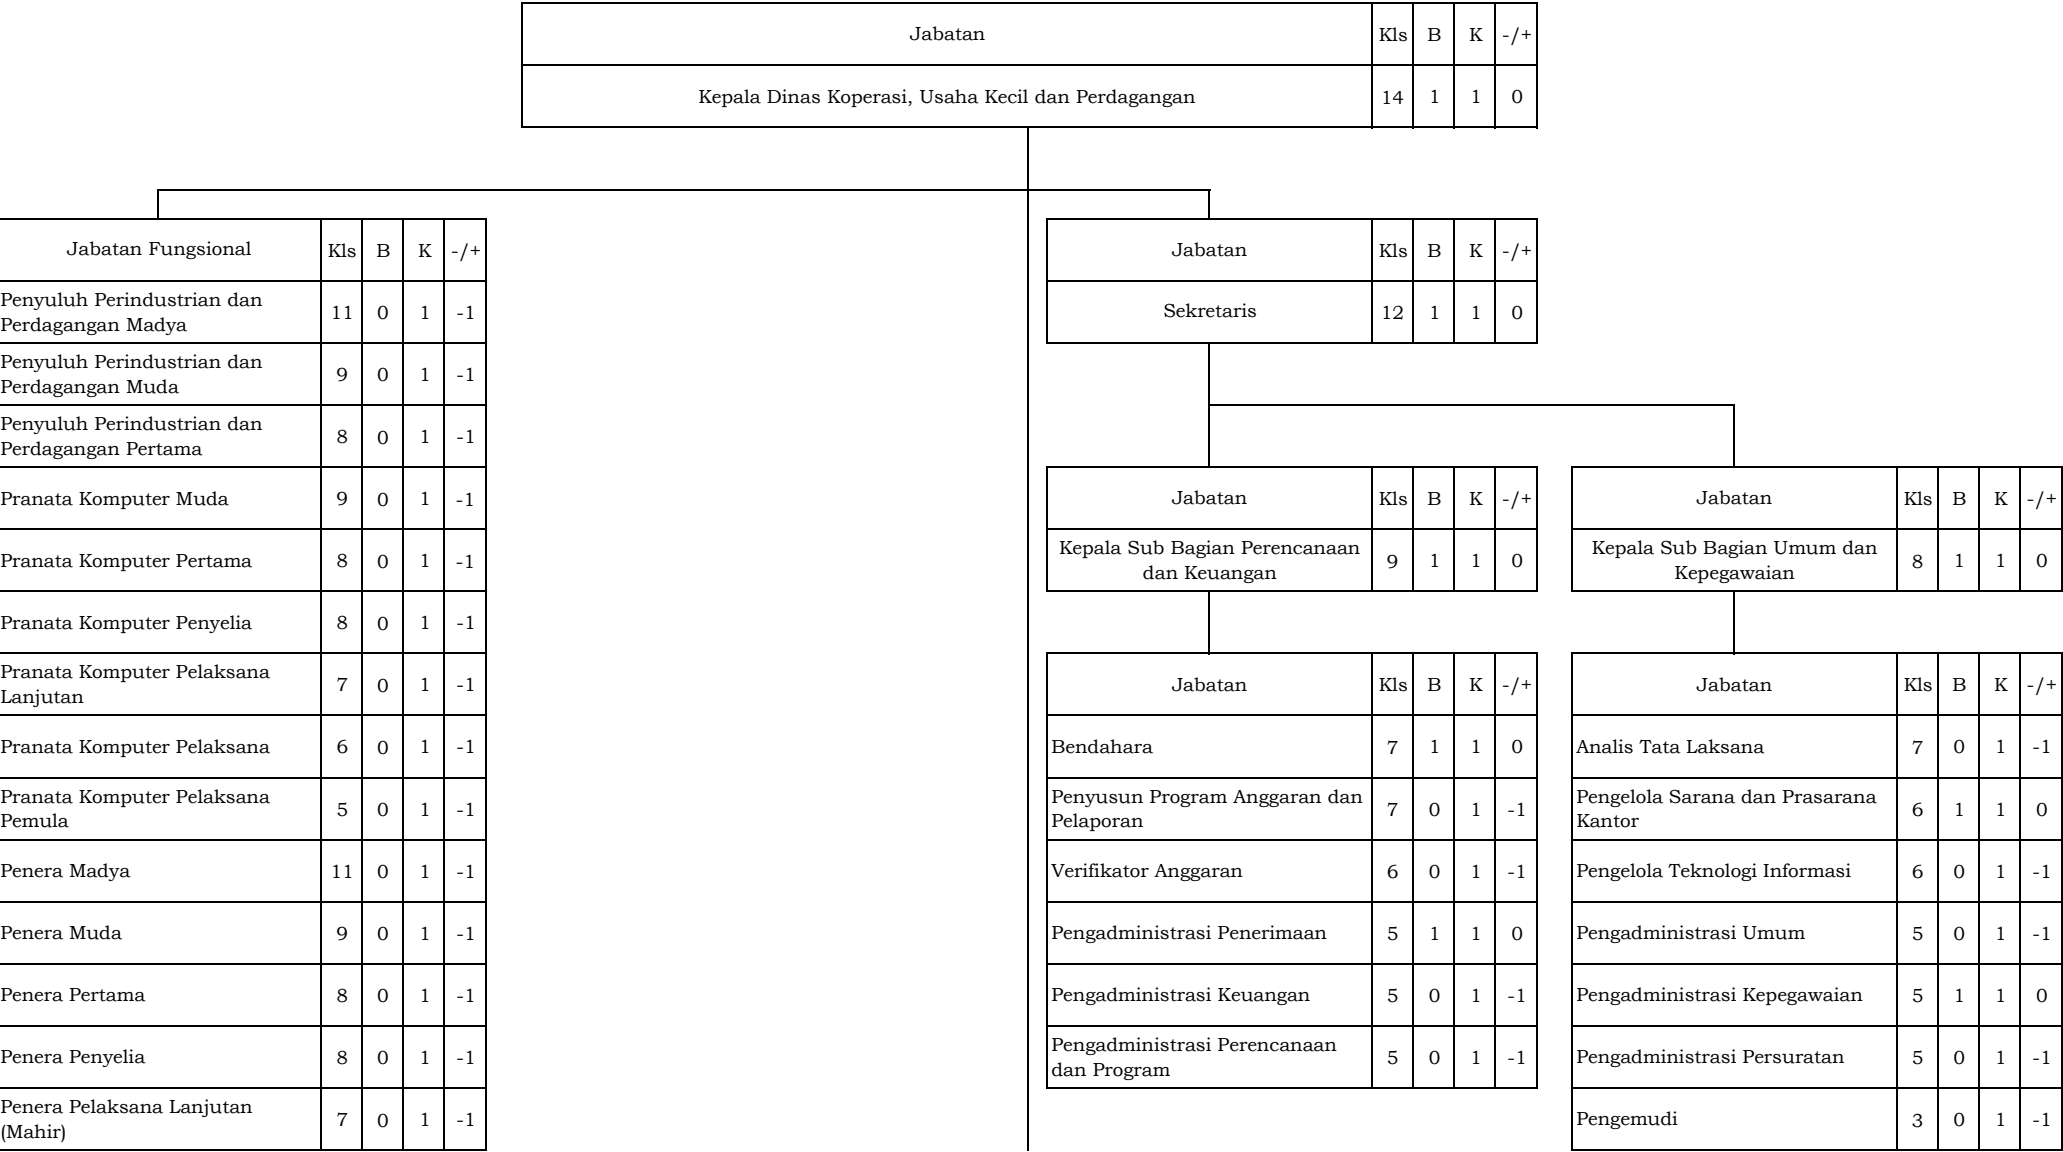 Jabatan Kls B K -/+
Kepala Dinas Koperasi, Usaha Kecil dan Perdagangan 14 1 1 0
Jabatan Fungsional Kls B K -/+
Penyuluh Perindustrian dan
Perdagangan Madya 11 0 1 -1
Penyuluh Perindustrian dan
Perdagangan Muda 9 0 1 -1
Penyuluh Perindustrian dan
Perdagangan Pertama 8 0 1 -1
Pranata Komputer Muda 9 0 1 -1
Pranata Komputer Pertama 8 0 1 -1
Pranata Komputer Penyelia 8 0 1 -1
Pranata Komputer Pelaksana
Lanjutan 7 0 1 -1
Pranata Komputer Pelaksana 6 0 1 -1
Pranata Komputer Pelaksana
Pemula 5 0 1 -1
Penera Madya 11 0 1 -1
Penera Muda 9 0 1 -1
Penera Pertama 8 0 1 -1
Penera Penyelia 8 0 1 -1
Penera Pelaksana Lanjutan
(Mahir) 7 0 1 -1
Jabatan Kls B K -/+
Sekretaris 12 1 1 0
Jabatan Kls B K -/+
Kepala Sub Bagian Perencanaan
dan Keuangan 9 1 1 0
Jabatan Kls B K -/+
Bendahara 7 1 1 0
Penyusun Program Anggaran dan
Pelaporan 7 0 1 -1
Verifikator Anggaran 6 0 1 -1
Pengadministrasi Penerimaan 5 1 1 0
Pengadministrasi Keuangan 5 0 1 -1
Pengadministrasi Perencanaan
dan Program 5 0 1 -1
Jabatan Kls B K -/+
Kepala Sub Bagian Umum dan
Kepegawaian 8 1 1 0
Jabatan Kls B K -/+
Analis Tata Laksana 7 0 1 -1
Pengelola Sarana dan Prasarana
Kantor 6 1 1 0
Pengelola Teknologi Informasi 6 0 1 -1
Pengadministrasi Umum 5 0 1 -1
Pengadministrasi Kepegawaian 5 1 1 0
Pengadministrasi Persuratan 5 0 1 -1
Pengemudi 3 0 1 -1